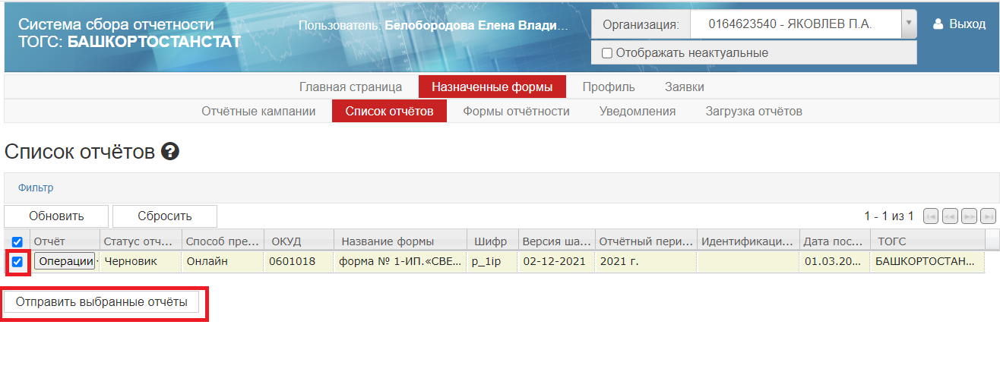 Система сбора отчетности
ТОГС: БАШКОРТОСТАНСТАТ
Пользователь: Белобородова Елена Влади...
Организация: 0164623540 - ЯКОВЛЕВ П.А.
Выход
Отображать неактуальные
Главная страница Назначенные формы Профиль Заявки
Отчётные кампании Список отчётов Формы отчётности Уведомления Загрузка отчётов
Список отчётов ?
Фильтр
Обновить Сбросить 1 - 1 из 1
Отчёт Статус отч... Способ пре... ОКУД Название формы Шифр Версия ша... Отчётный пери... Идентификаци... Дата пос... ТОГС
Операции Черновик Онлайн 0601018 форма № 1-ИП.«СВЕ... p_1ip 02-12-2021 2021 г. 01.03.20... БАШКОРТОСТАН...
Отправить выбранные отчёты